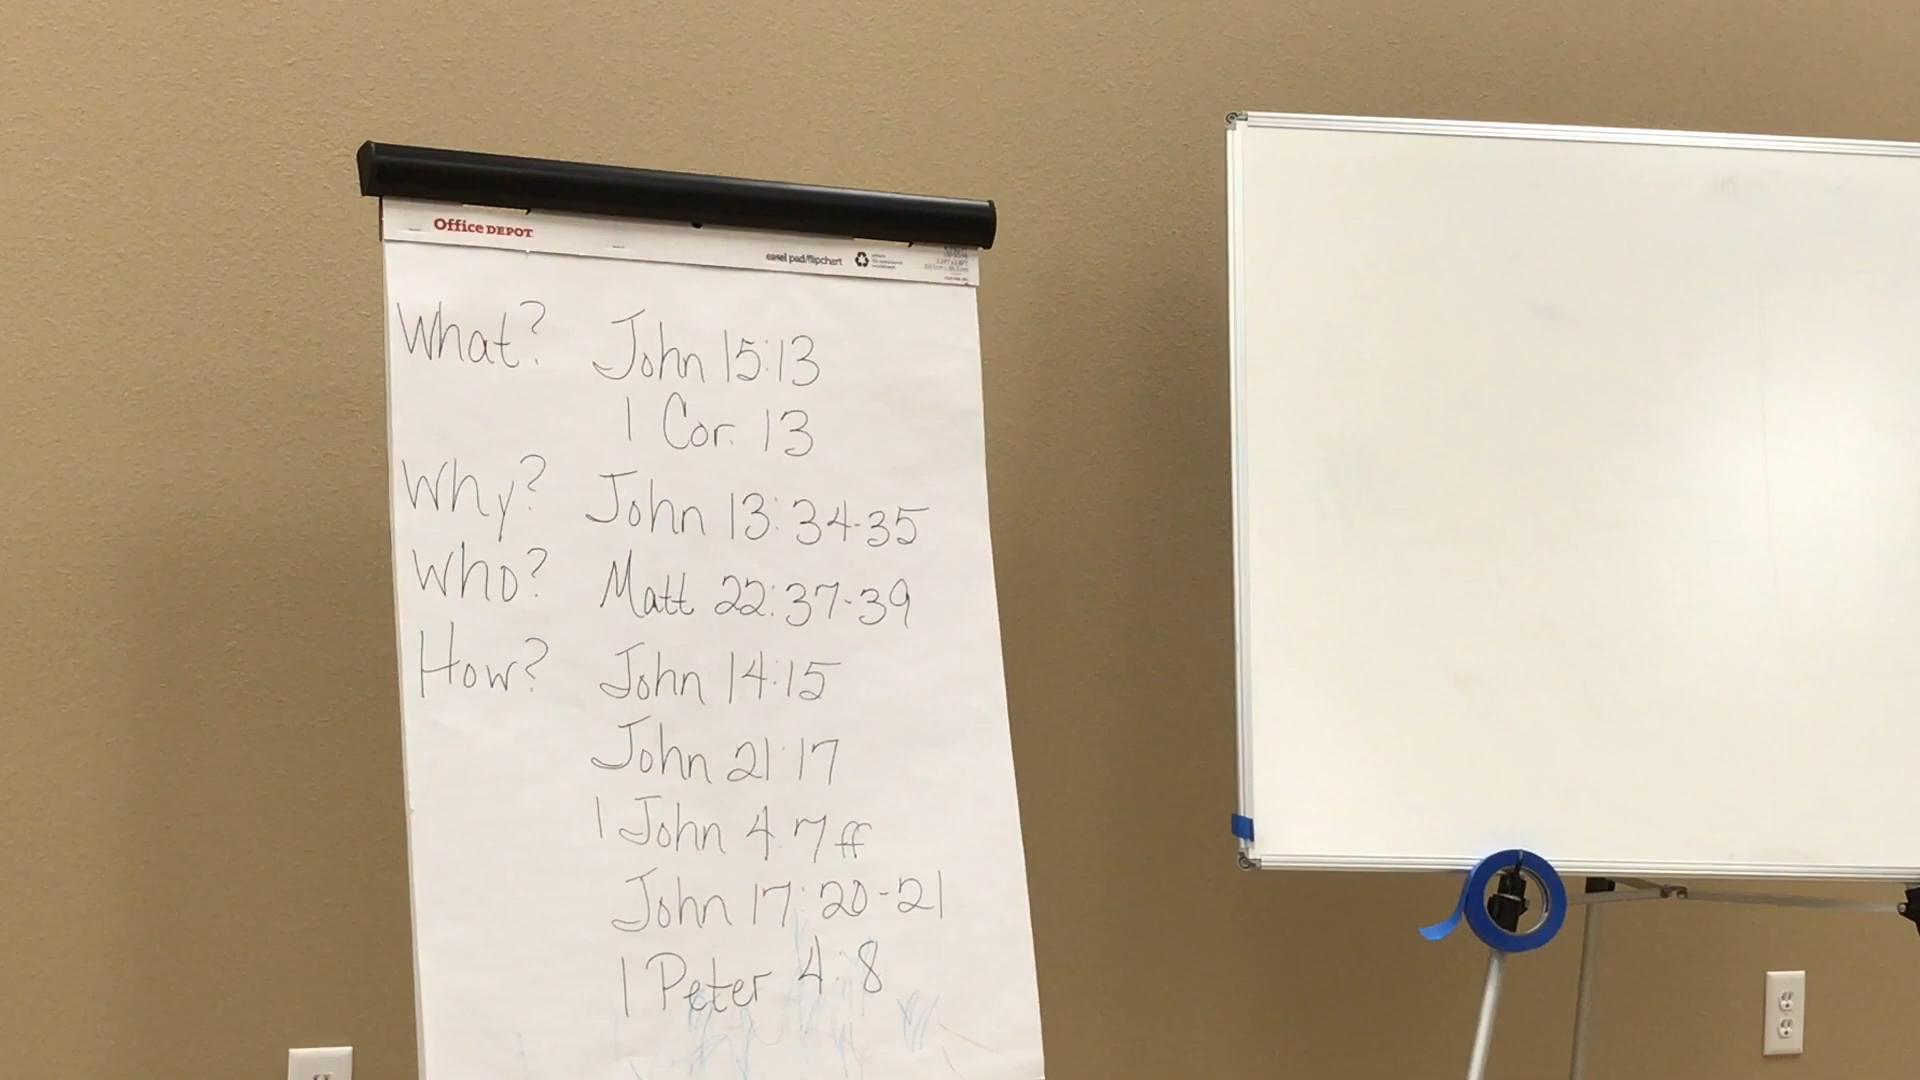 Office DEPOT
easel pad/flipchart
What? John 15:13
1 Cor. 13
Why? John 13:34-35
Who? Matt 22:37-39
How? John 14:15
John 21:17
1 John 4:7ff
John 17:20-21
1 Peter 4:8